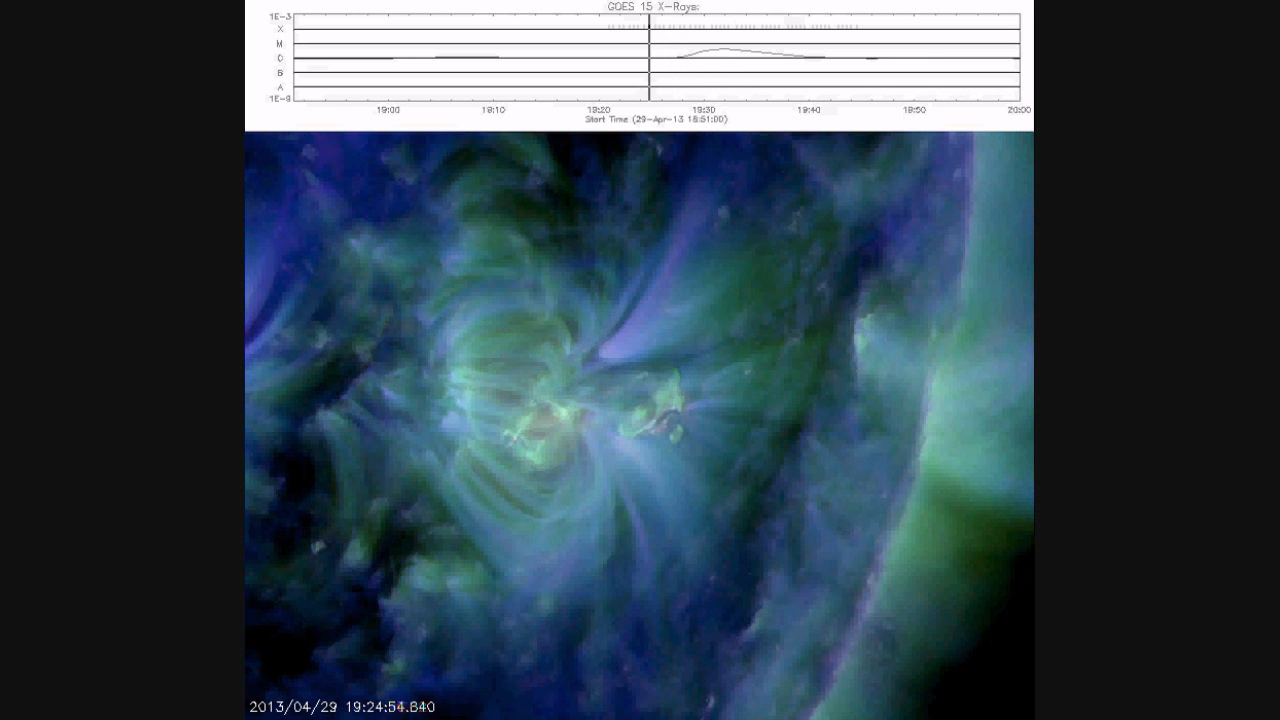 GOES 15 X-Rays:
1E-3
X
M
C
B
A
1E-9
19:00 19:10 19:20 19:30 19:40 19:50 20:00
Start Time (29-Apr-13 18:51:00)
2013/04/29 19:24:54.840